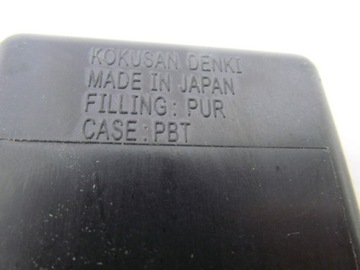 KOKUSAN DENKI
MADE IN JAPAN
FILLING: PUR
CASE: PBT